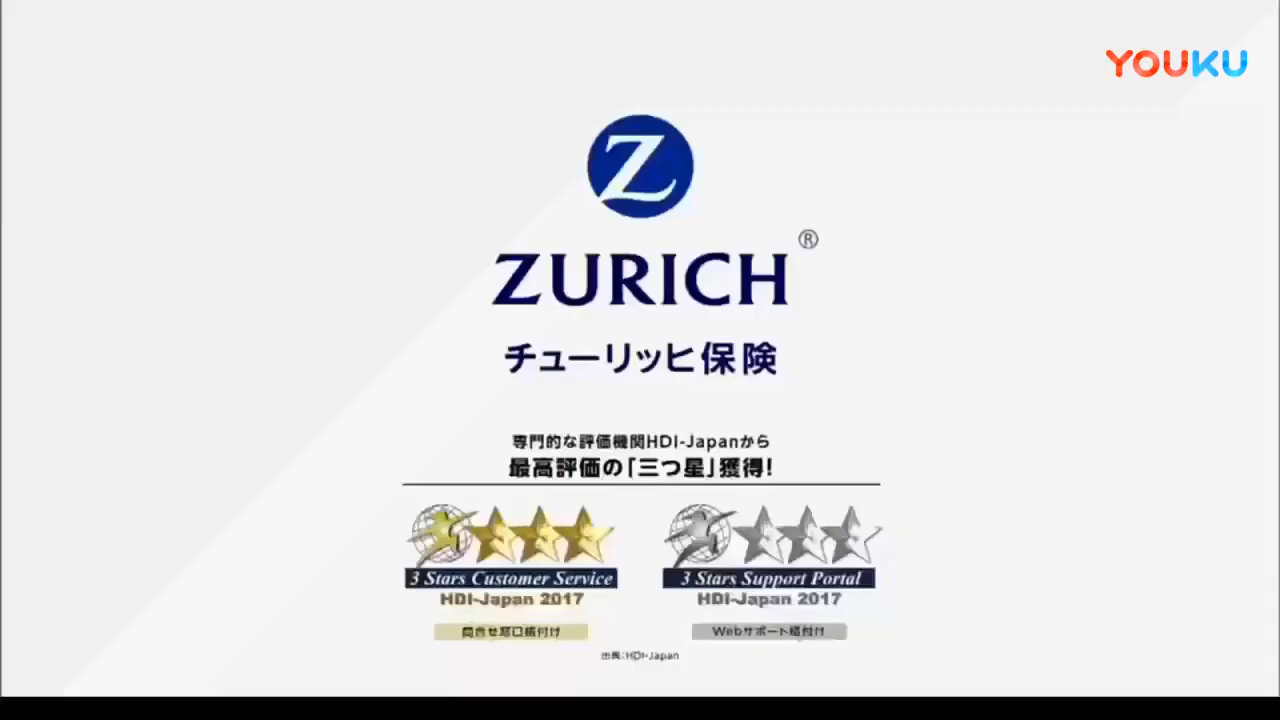 YOUKU
Z
ZURICH®
チューリッヒ保険
専門的な評価機関HDI-Japanから
最高評価の「三つ星」獲得!
3 Stars Customer Service
HDI-Japan 2017
問合せ窓口格付け
3 Stars Support Portal
HDI-Japan 2017
Webサポート格付け
出典:HDI-Japan